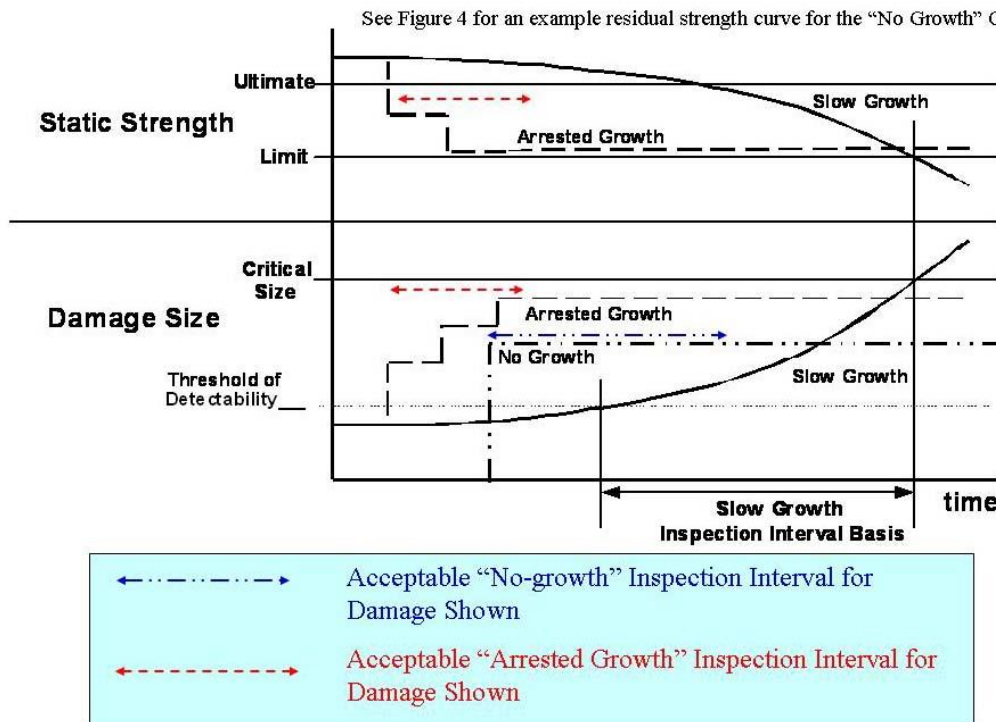 See Figure 4 for an example residual strength curve for the “No Growth”
Ultimate
Static Strength
Slow Growth
Arrested Growth
Limit
Critical
Size
Damage Size
Arrested Growth
No Growth
Slow Growth
Threshold of
Detectability
time
Slow Growth
Inspection Interval Basis
Acceptable “No-growth” Inspection Interval for
Damage Shown
Acceptable “Arrested Growth” Inspection Interval for
Damage Shown